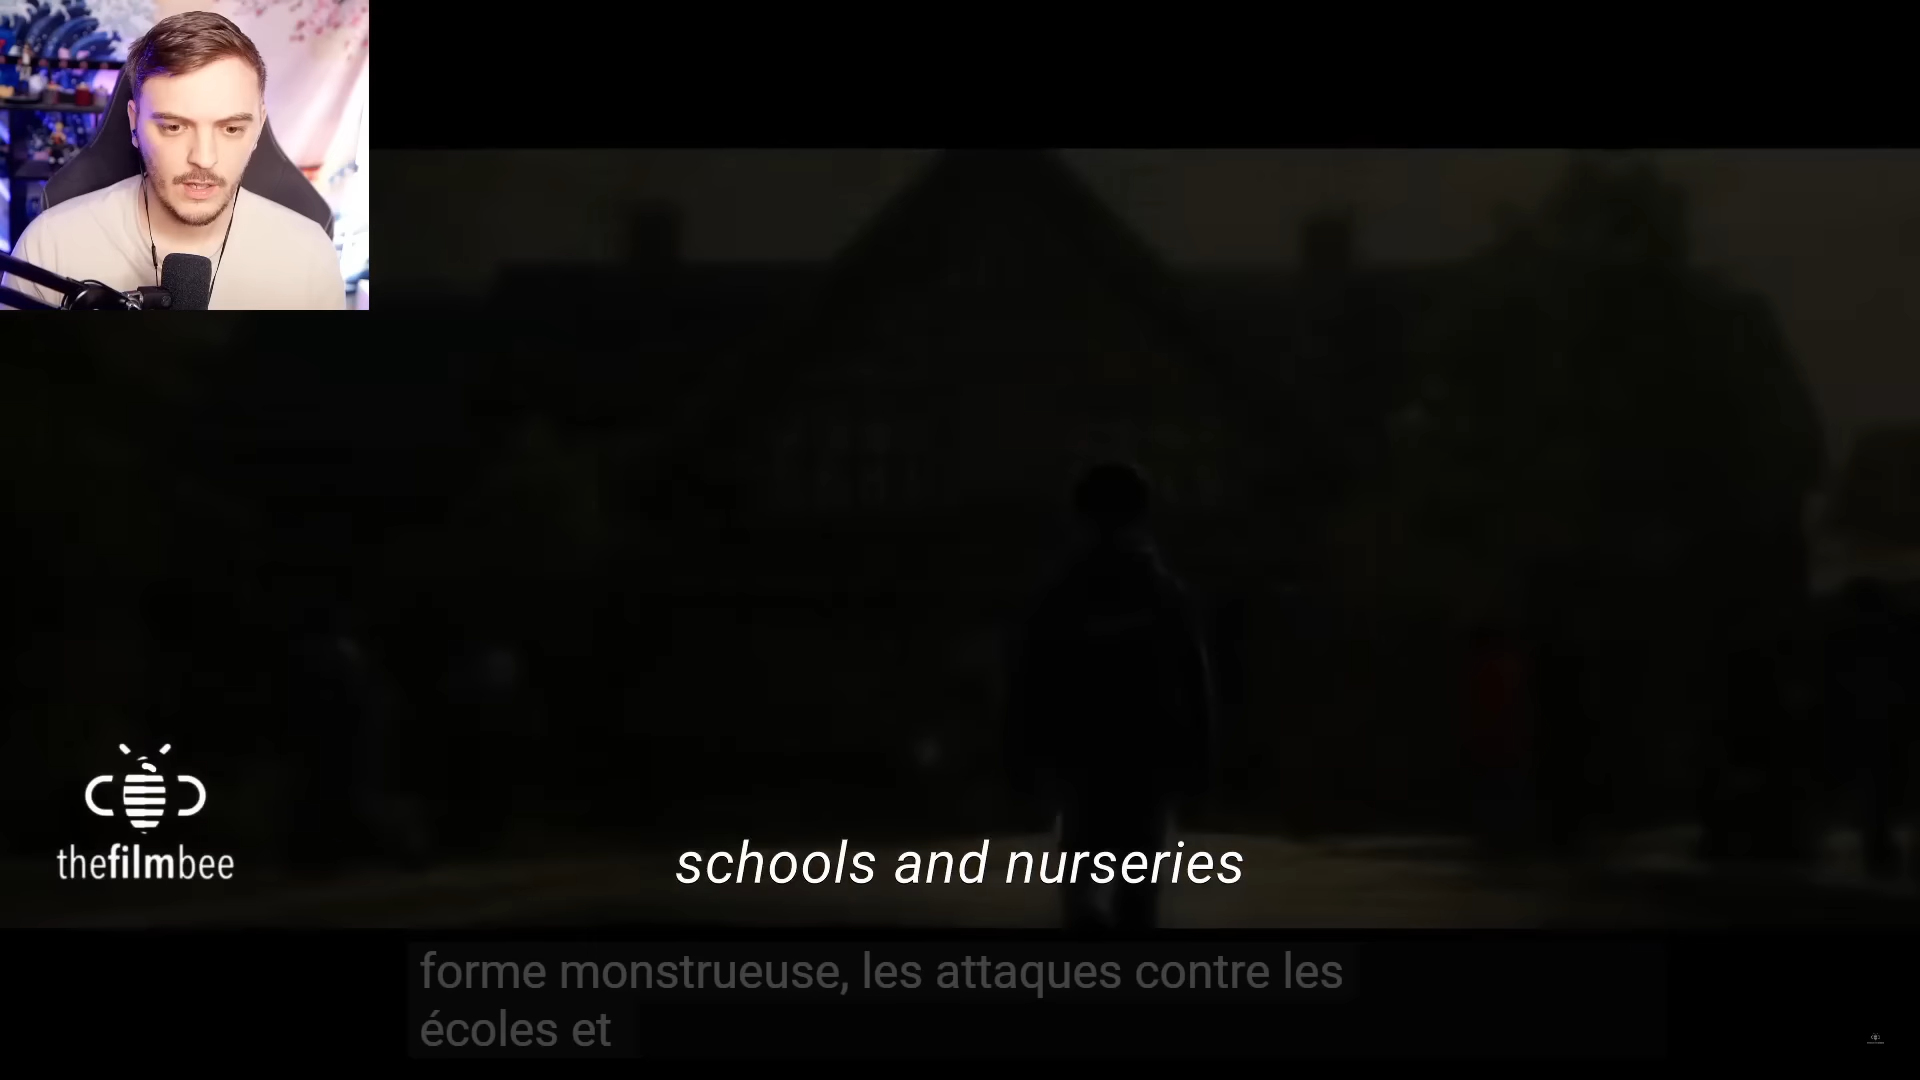 thefilmbee
schools and nurseries
forme monstrueuse, les attaques contre les
écoles et